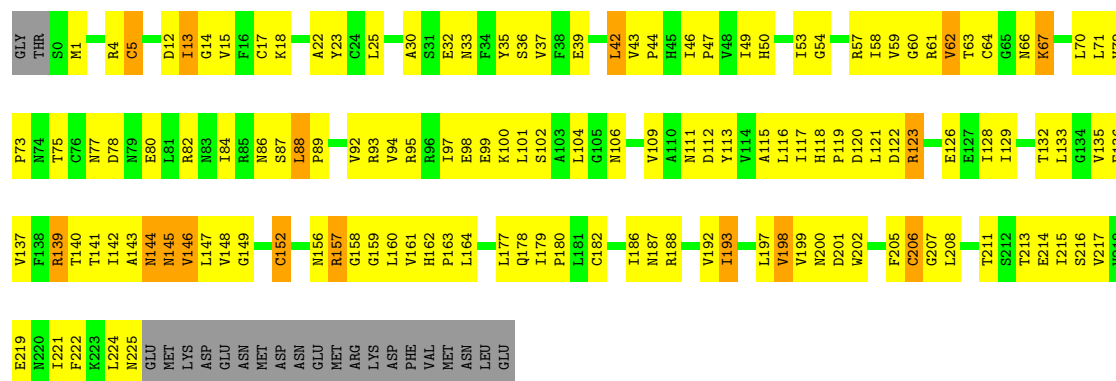 GLY THR S0 M1 R4 C5 D12 I13 G14 V15 F16 C17 K18 A22 Y23 C24 L25 A30 S31 E32 N33 F34 Y35 S36 V37 F38 E39 L42 V43 P44 H45 I46 P47 V48 I49 H50 I53 G54 R57 I58 V59 G60 R61 V62 T63 C64 G65 N66 K67 L70 L71
P73 N74 T75 C76 N77 D78 N79 E80 L81 R82 N83 I84 R85 N86 S87 L88 P89 V92 R93 V94 R95 R96 I97 E98 E99 K100 L101 S102 A103 L104 G105 N106 V109 A110 N111 D112 Y113 V114 A115 L116 I117 H118 P119 D120 L121 D122 R123 E126 E127 I128 I129 T132 L133 G134 V135
V137 F138 R139 T140 T141 I142 A143 N144 N145 V146 L147 V148 G149 C152 N156 R157 G158 G159 L160 V161 H162 P163 L164 L177 Q178 I179 P180 L181 C182 I186 N187 R188 V192 I193 L197 V198 V199 N200 D201 W202 F205 C206 G207 L208 T211 S212 T213 E214 I215 S216 V217
E219 N220 I221 F222 K223 L224 N225 GLU MET LYS ASP GLU ASN MET ASP ASN GLU MET ARG LYS ASP PHE VAL MET ASN LEU GLU